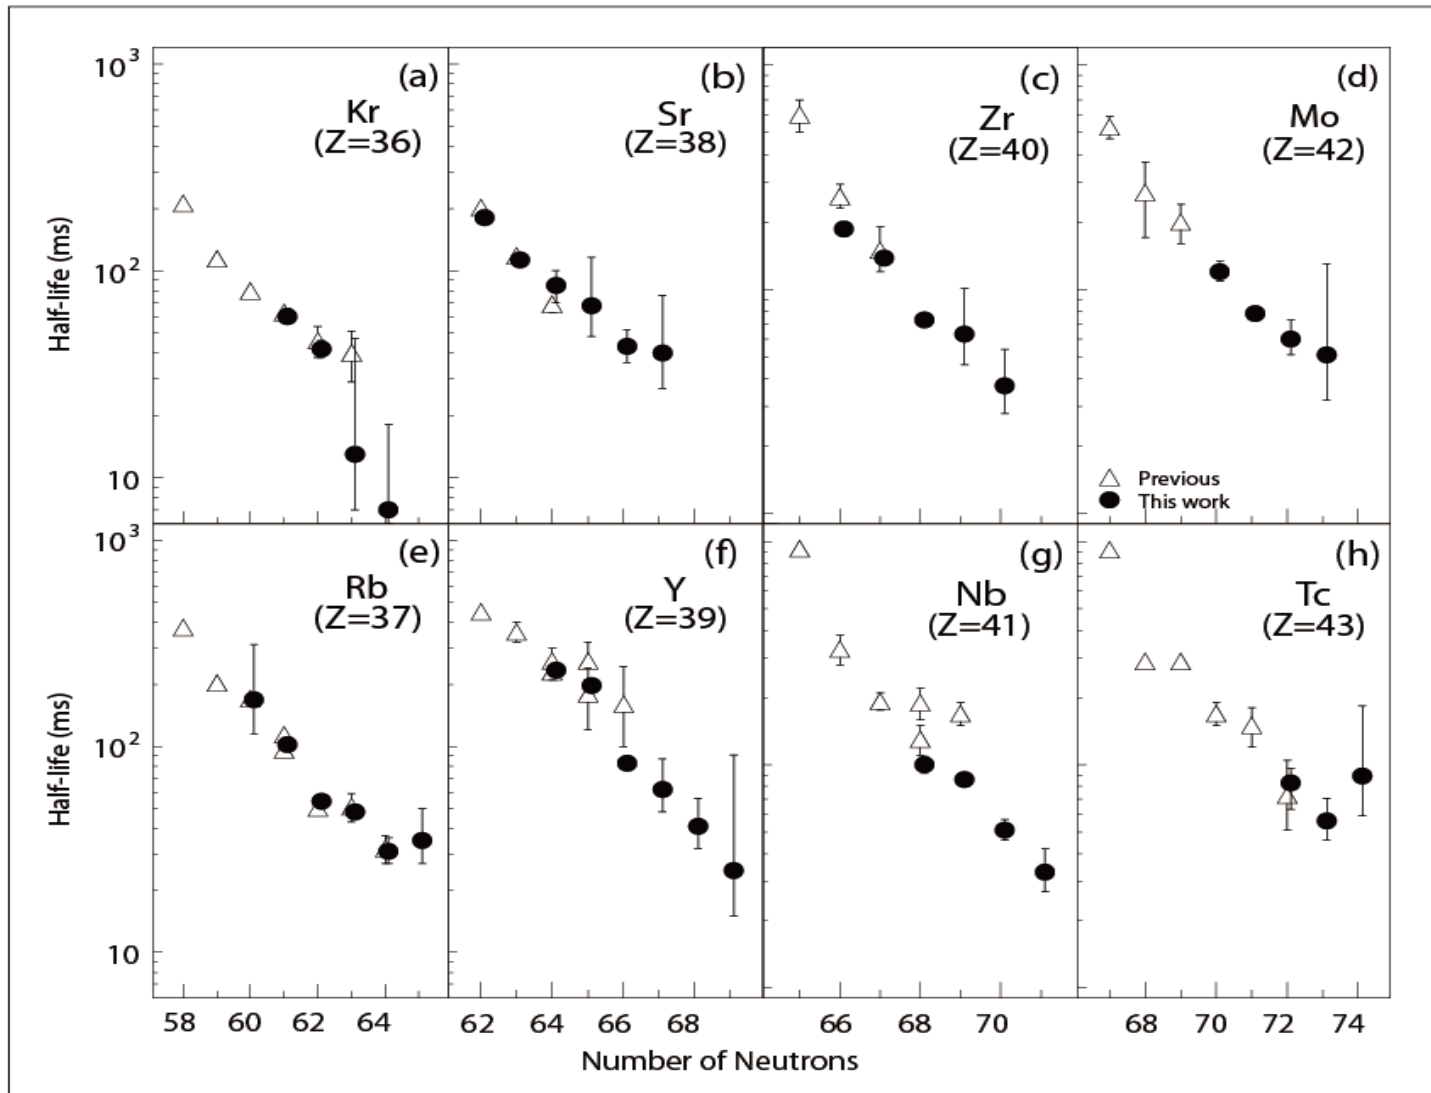 (a)
Kr
(Z=36)
(b)
Sr
(Z=38)
(c)
Zr
(Z=40)
(d)
Mo
(Z=42)
10³
10²
10
Half-life (ms)
Previous
This work
(e)
Rb
(Z=37)
(f)
Y
(Z=39)
(g)
Nb
(Z=41)
(h)
Tc
(Z=43)
10³
10²
10
Half-life (ms)
58 60 62 64 62 64 66 68 66 68 70 68 70 72 74
Number of Neutrons